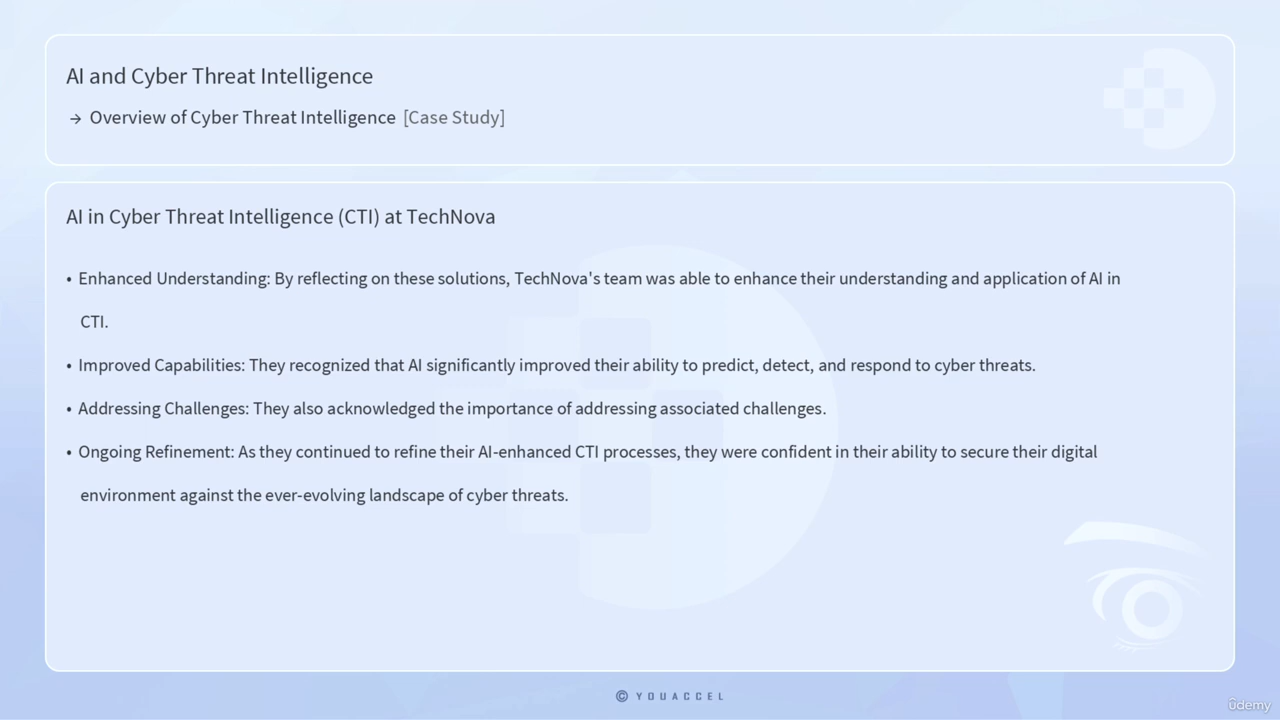 AI and Cyber Threat Intelligence
→ Overview of Cyber Threat Intelligence [Case Study]
AI in Cyber Threat Intelligence (CTI) at TechNova
• Enhanced Understanding: By reflecting on these solutions, TechNova's team was able to enhance their understanding and application of AI in
CTI.
• Improved Capabilities: They recognized that AI significantly improved their ability to predict, detect, and respond to cyber threats.
• Addressing Challenges: They also acknowledged the importance of addressing associated challenges.
• Ongoing Refinement: As they continued to refine their AI-enhanced CTI processes, they were confident in their ability to secure their digital
environment against the ever-evolving landscape of cyber threats.
© YOUACCEL
ûdemy